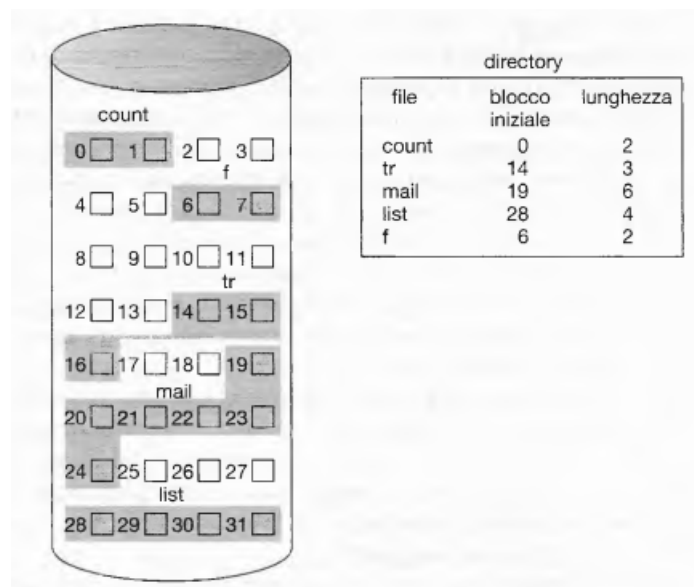 count
0 1 2 3
f
4 5 6 7
8 9 10 11
tr
12 13 14 15
16 17 18 19
mail
20 21 22 23
24 25 26 27
list
28 29 30 31
directory
file blocco iniziale lunghezza
count 0 2
tr 14 3
mail 19 6
list 28 4
f 6 2